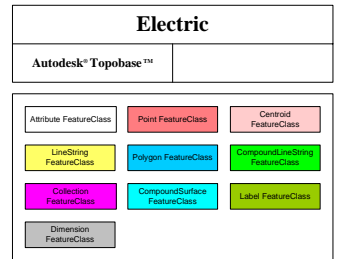 Electric
Autodesk® Topobase™
Attribute FeatureClass
Point FeatureClass
Centroid
FeatureClass
LineString
FeatureClass
Polygon FeatureClass
CompoundLineString
FeatureClass
Collection
FeatureClass
CompoundSurface
FeatureClass
Label FeatureClass
Dimension
FeatureClass